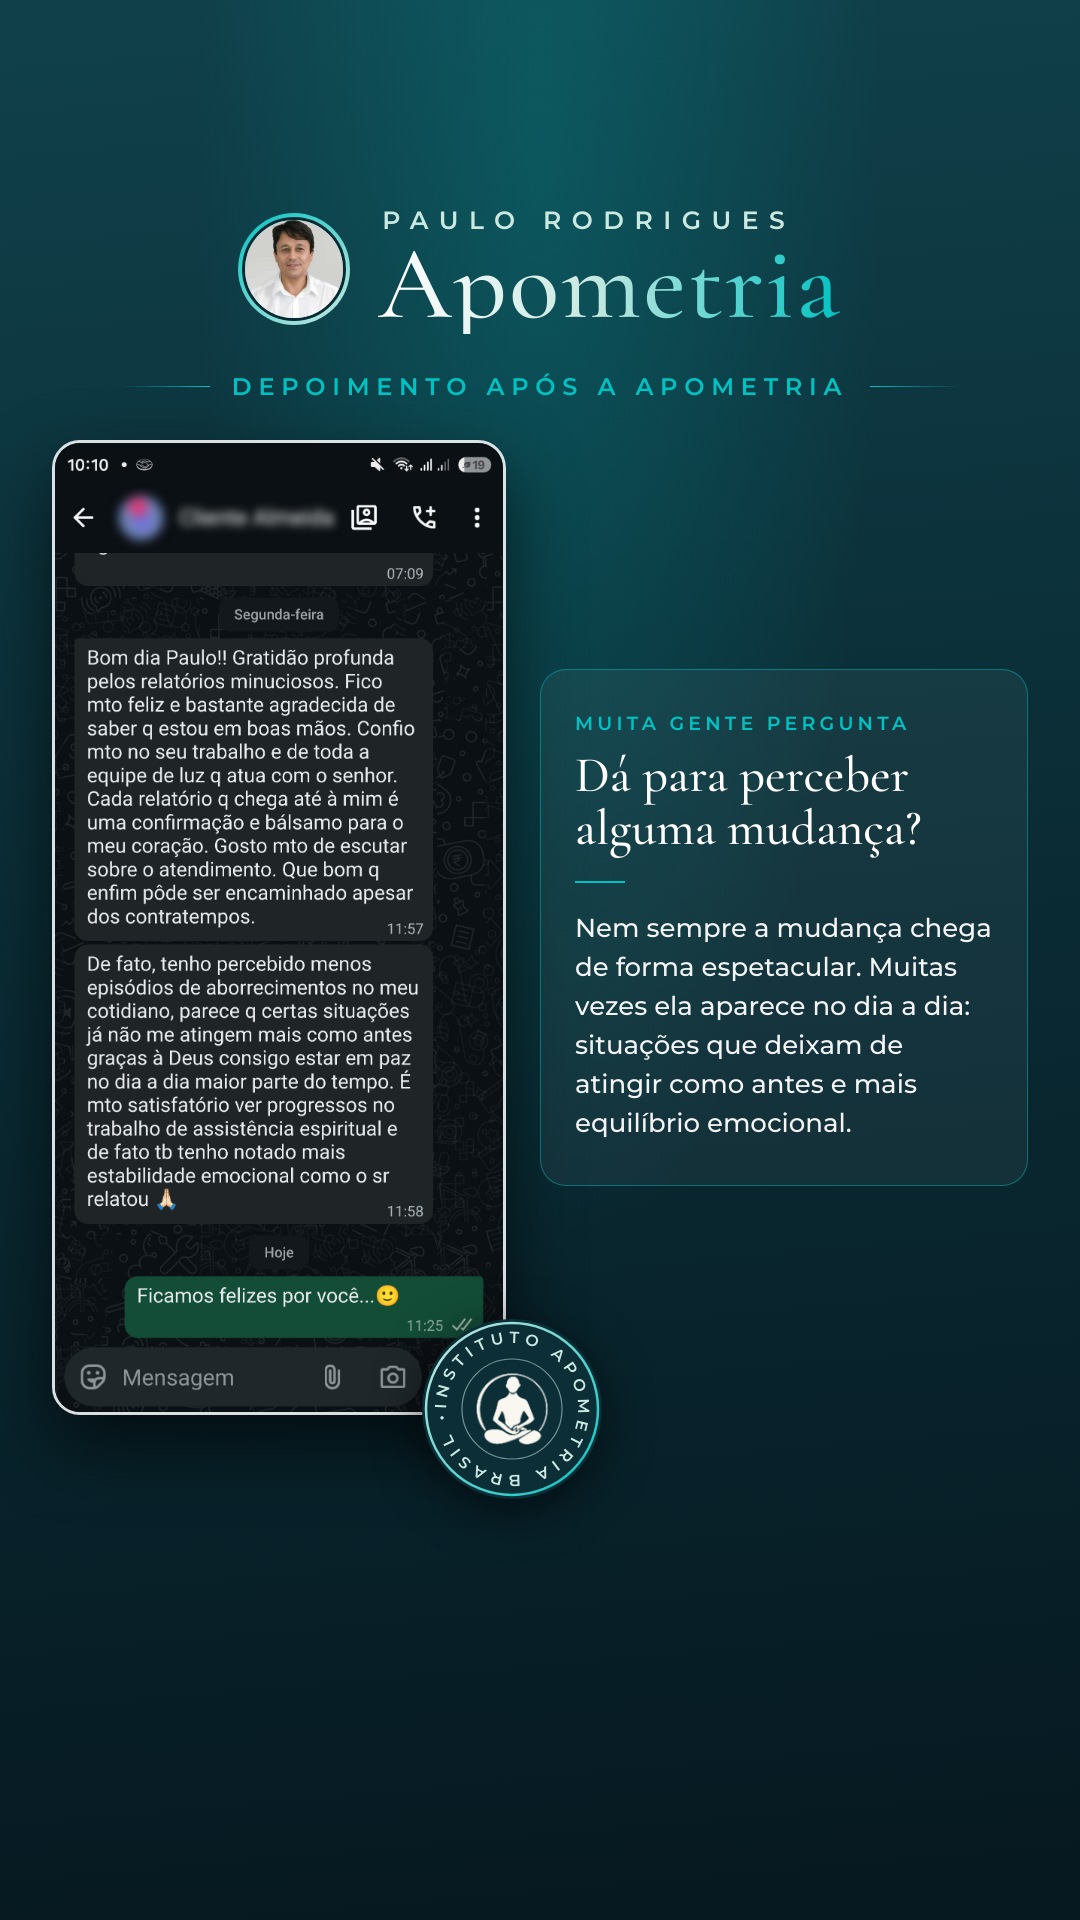 PAULO RODRIGUES
Apometria
DEPOIMENTO APÓS A APOMETRIA
10:10
19
07:09
Segunda-feira
Bom dia Paulo!! Gratidão profunda
pelos relatórios minuciosos. Fico
mto feliz e bastante agradecida de
saber q estou em boas mãos. Confio
mto no seu trabalho e de toda a
equipe de luz q atua com o senhor.
Cada relatório q chega até à mim é
uma confirmação e bálsamo para o
meu coração. Gosto mto de escutar
sobre o atendimento. Que bom q
enfim pôde ser encaminhado apesar
dos contratempos.
11:57
De fato, tenho percebido menos
episódios de aborrecimentos no meu
cotidiano, parece q certas situações
já não me atingem mais como antes
graças à Deus consigo estar em paz
no dia a dia maior parte do tempo. É
mto satisfatório ver progressos no
trabalho de assistência espiritual e
de fato tb tenho notado mais
estabilidade emocional como o sr
relatou 🙏🏻
11:58
Hoje
Ficamos felizes por você...🙂
11:25
Mensagem
MUITA GENTE PERGUNTA
Dá para perceber
alguma mudança?
Nem sempre a mudança chega
de forma espetacular. Muitas
vezes ela aparece no dia a dia:
situações que deixam de
atingir como antes e mais
equilíbrio emocional.
INSTITUTO APOMETRIA BRASIL •